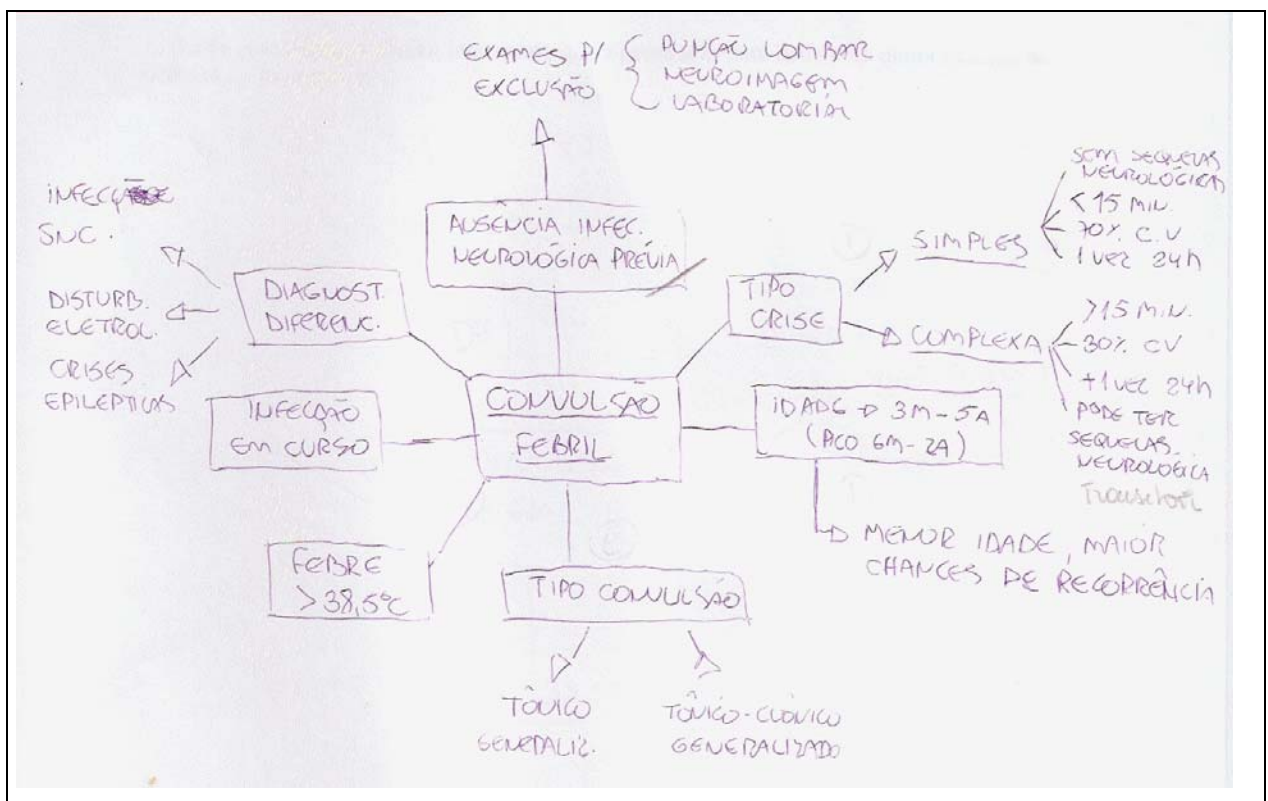 EXAMES P/
EXCLUSÃO
PUNÇÃO LOMBAR
NEUROIMAGEM
LABORATORIAL
AUSÊNCIA INFEC.
NEUROLÓGICA PRÉVIA
INFECÇÃO
SNC.
DISTURB.
ELETROL.
CRISES
EPILEPTICAS
DIAGNOST.
DIFERENC.
TIPO
CRISE
SIMPLES
SEM SEQUELAS
NEUROLÓGICAS
< 15 MIN.
70% C.V
1 VEZ 24h
COMPLEXA
>15 MIN.
30% CV
+1 VEZ 24h
PODE TER
SEQUELAS
NEUROLÓGICA
INFECÇÃO
EM CURSO
CONVULSÃO
FEBRIL
IDADE → 3M-5A
(PICO 6M-2A)
MENOR IDADE, MAIOR
CHANCES DE RECORRÊNCIA
FEBRE
>38,5°C
TIPO CONVULSÃO
TÔNICO
GENERALIZ.
TÔNICO-CLÔNICO
GENERALIZADO